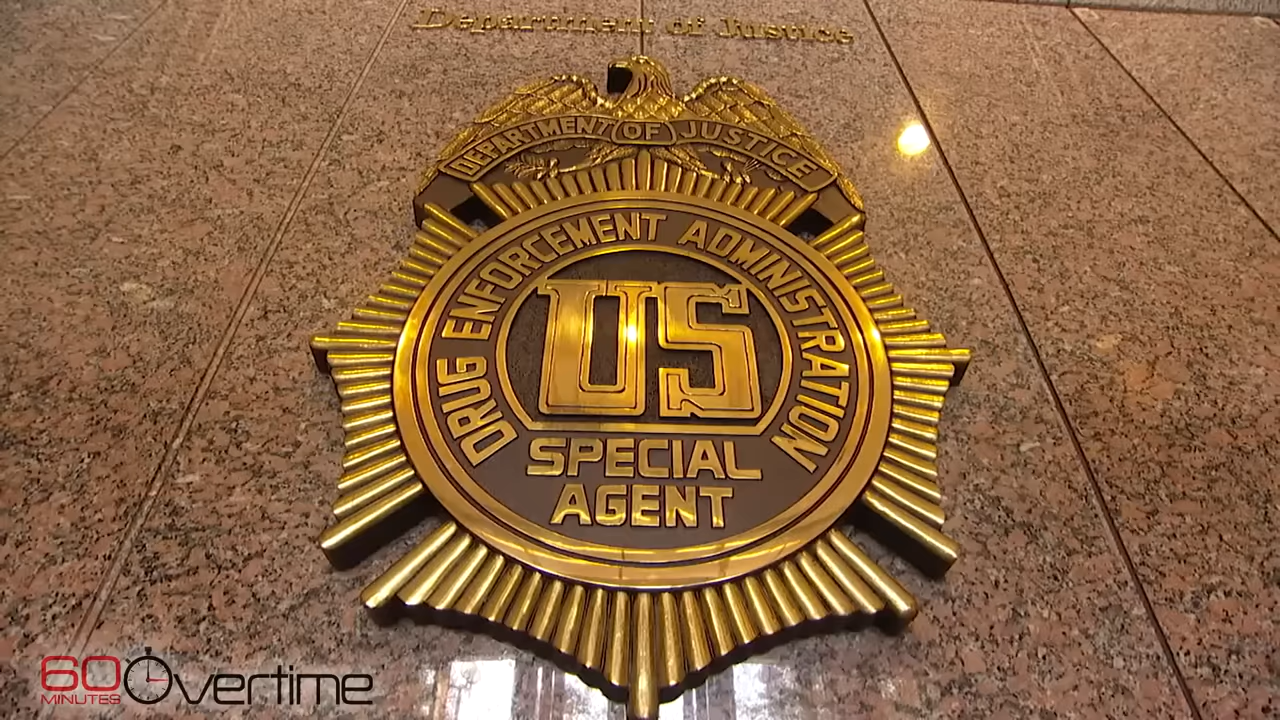 Department of Justice
DEPARTMENT OF JUSTICE
DRUG ENFORCEMENT ADMINISTRATION
US
SPECIAL
AGENT
60 Overtime
MINUTES